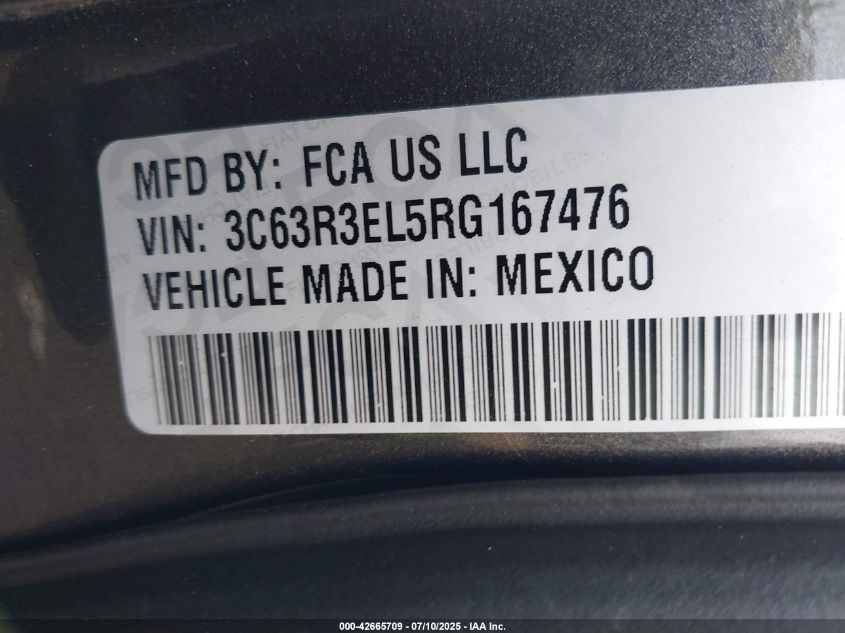 MFD BY: FCA US LLC
VIN: 3C63R3EL5RG167476
VEHICLE MADE IN: MEXICO
000-42665709 - 07/10/2025 - IAA Inc.